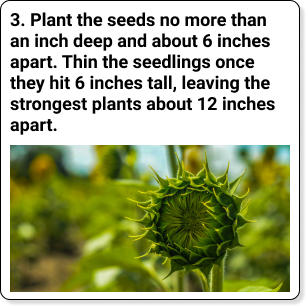 3. Plant the seeds no more than
an inch deep and about 6 inches
apart. Thin the seedlings once
they hit 6 inches tall, leaving the
strongest plants about 12 inches
apart.